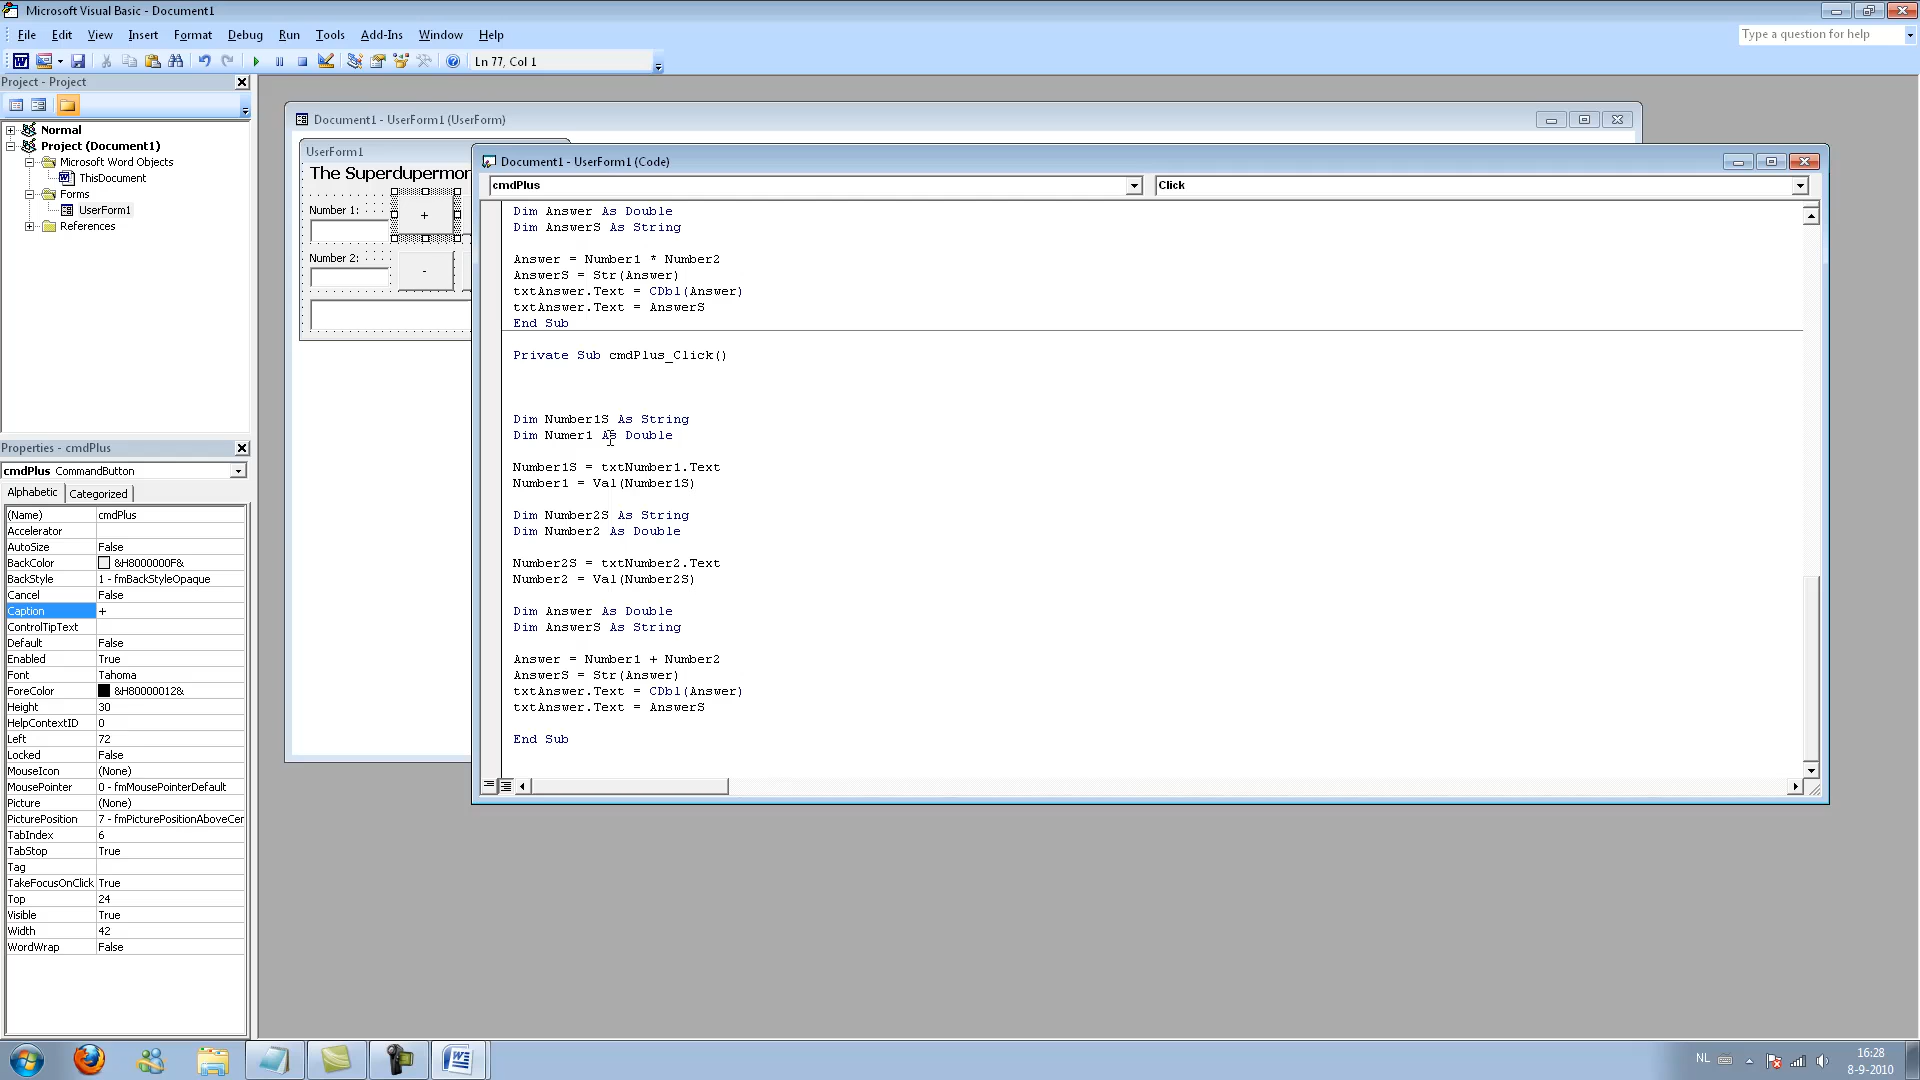 Microsoft Visual Basic - Document1
File Edit View Insert Format Debug Run Tools Add-Ins Window Help
Type a question for help
Ln 77, Col 1
Project - Project
Normal
Project (Document1)
Microsoft Word Objects
ThisDocument
Forms
UserForm1
References
Document1 - UserForm1 (UserForm)
UserForm1
The Superdupermor
Number 1:
+
Number 2:
-
Document1 - UserForm1 (Code)
cmdPlus
Click
Dim Answer As Double
Dim AnswerS As String
Answer = Number1 * Number2
AnswerS = Str(Answer)
txtAnswer.Text = CDbl(Answer)
txtAnswer.Text = AnswerS
End Sub
Private Sub cmdPlus_Click()
Dim Number1S As String
Dim Numer1 As Double
Number1S = txtNumber1.Text
Number1 = Val(Number1S)
Dim Number2S As String
Dim Number2 As Double
Number2S = txtNumber2.Text
Number2 = Val(Number2S)
Dim Answer As Double
Dim AnswerS As String
Answer = Number1 + Number2
AnswerS = Str(Answer)
txtAnswer.Text = CDbl(Answer)
txtAnswer.Text = AnswerS
End Sub
Properties - cmdPlus
cmdPlus CommandButton
Alphabetic Categorized
(Name) cmdPlus
Accelerator
AutoSize False
BackColor &H8000000F&
BackStyle 1 - fmBackStyleOpaque
Cancel False
Caption +
ControlTipText
Default False
Enabled True
Font Tahoma
ForeColor &H80000012&
Height 30
HelpContextID 0
Left 72
Locked False
MouseIcon (None)
MousePointer 0 - fmMousePointerDefault
Picture (None)
PicturePosition 7 - fmPicturePositionAboveCer
TabIndex 6
TabStop True
Tag
TakeFocusOnClick True
Top 24
Visible True
Width 42
WordWrap False
NL
16:28
8-9-2010